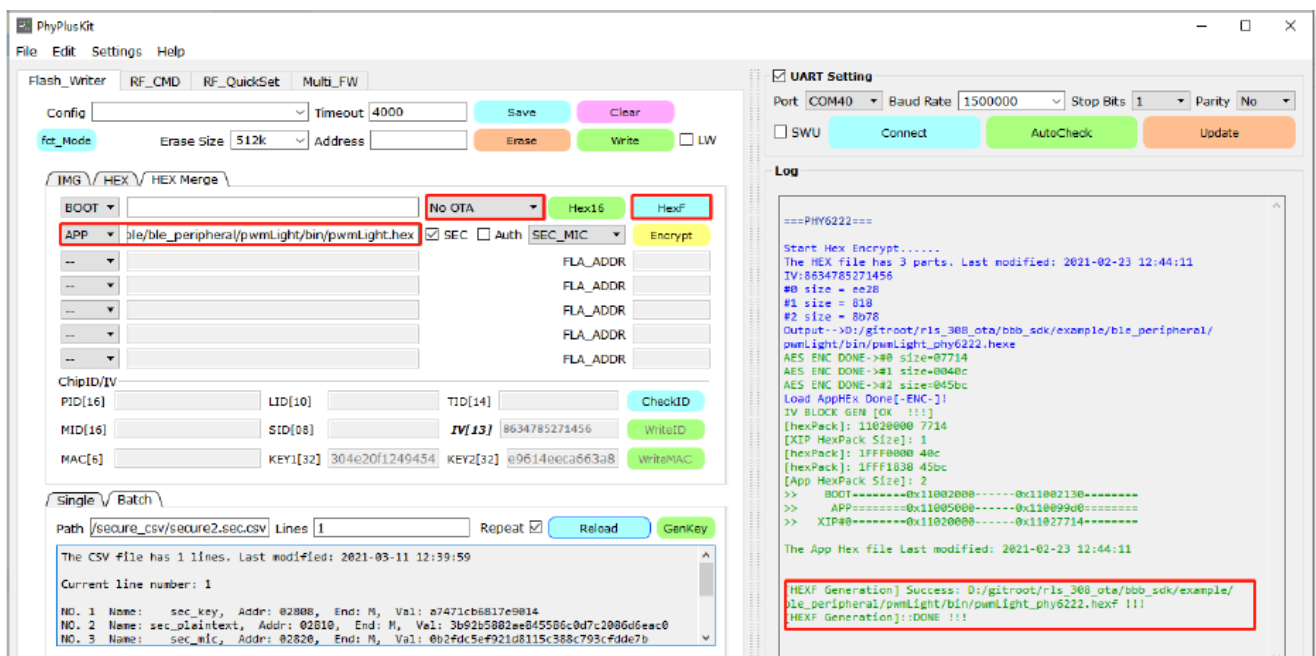 PhyPlusKit
File Edit Settings Help
Flash_Writer RF_CMD RF_QuickSet Multi_FW
Config Timeout 4000 Save Clear
fct_Mode Erase Size 512k Address Erase Write LW
IMG HEX HEX Merge
BOOT No OTA Hex16 HexF
APP ble/ble_peripheral/pwmLight/bin/pwmLight.hex SEC Auth SEC_MIC Encrypt
-- FLA_ADDR
-- FLA_ADDR
-- FLA_ADDR
-- FLA_ADDR
-- FLA_ADDR
ChipID/IV
PID[16] LID[10] TID[14] CheckID
MID[16] SID[08] IV[13] 8634785271456 WriteID
MAC[6] KEY1[32] 304e20f1249454 KEY2[32] e9614eeca663a8 WriteMAC
Single Batch
Path /secure_csv/secure2.sec.csv Lines 1 Repeat Reload GenKey
The CSV file has 1 lines. Last modified: 2021-03-11 12:39:59
Current line number: 1
NO. 1 Name: sec_key, Addr: 02808, End: M, Val: a7471cb6817e9014
NO. 2 Name: sec_plaintext, Addr: 02810, End: M, Val: 3b92b5882ae845586c0d7c2086d6eac0
NO. 3 Name: sec_mic, Addr: 02820, End: M, Val: 0b2fdc5ef921d8115c388c793cfdde7b
UART Setting
Port COM40 Baud Rate 1500000 Stop Bits 1 Parity No
SWU Connect AutoCheck Update
Log
===PHY6222===
Start Hex Encrypt......
The HEX file has 3 parts. Last modified: 2021-02-23 12:44:11
IV:8634785271456
#0 size = ee28
#1 size = 818
#2 size = 8b78
Output-->D:/gitroot/rls_308_ota/bbb_sdk/example/ble_peripheral/
pwmLight/bin/pwmLight_phy6222.hexe
AES ENC DONE->#0 size=07714
AES ENC DONE->#1 size=0040c
AES ENC DONE->#2 size=045bc
Load AppHEx Done[-ENC-]!
IV BLOCK GEN [OK !!!]
[hexPack]: 11020000 7714
[XIP HexPack Size]: 1
[hexPack]: 1FFF0000 40c
[hexPack]: 1FFF1838 45bc
[App HexPack Size]: 2
>> BOOT--------0x11002000------0x11002130--------
>> APP--------0x11005000------0x110099d0--------
>> XIP#0--------0x11020000------0x11027714--------
The App Hex file Last modified: 2021-02-23 12:44:11
[HEXF Generation] Success: D:/gitroot/rls_308_ota/bbb_sdk/example/
ble_peripheral/pwmLight/bin/pwmLight_phy6222.hexf !!!
[HEXF Generation]::DONE !!!